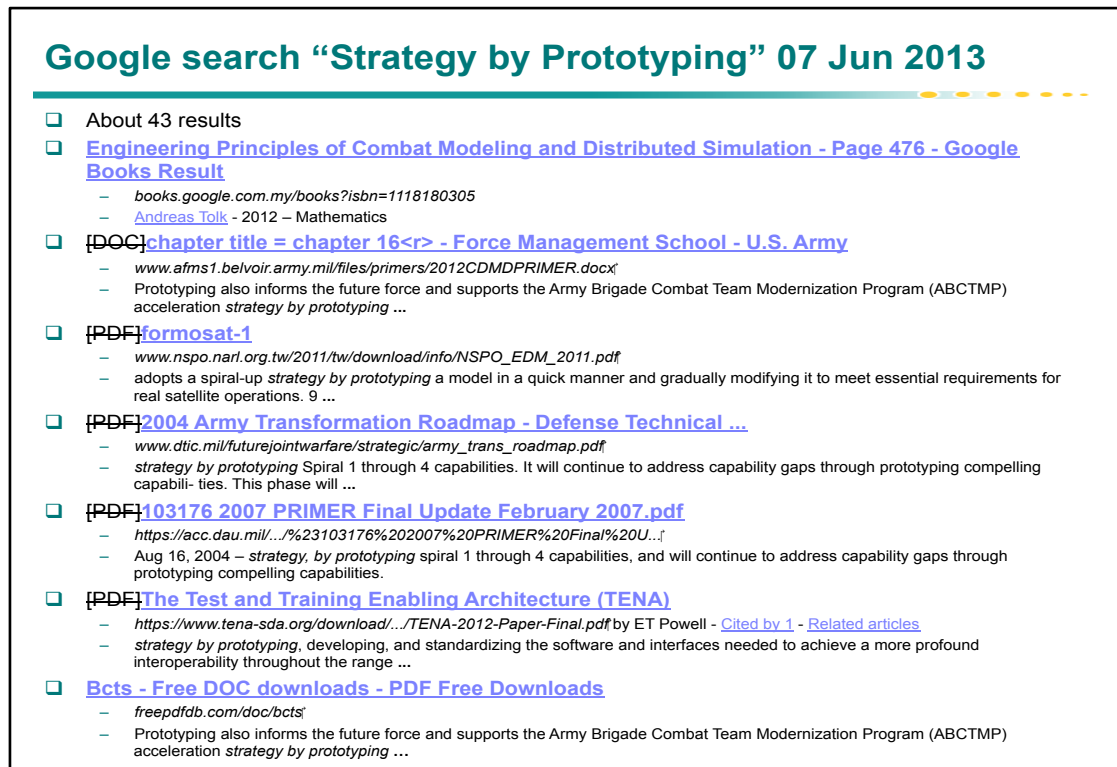 Google search “Strategy by Prototyping” 07 Jun 2013
❑ About 43 results
❑ Engineering Principles of Combat Modeling and Distributed Simulation - Page 476 - Google
Books Result
– books.google.com.my/books?isbn=1118180305
– Andreas Tolk - 2012 – Mathematics
❑ [DOC]chapter title = chapter 16<r> - Force Management School - U.S. Army
– www.afms1.belvoir.army.mil/files/primers/2012CDMDPRIMER.docx
– Prototyping also informs the future force and supports the Army Brigade Combat Team Modernization Program (ABCTMP)
acceleration strategy by prototyping ...
❑ [PDF]formosat-1
– www.nspo.narl.org.tw/2011/tw/download/info/NSPO_EDM_2011.pdf
– adopts a spiral-up strategy by prototyping a model in a quick manner and gradually modifying it to meet essential requirements for
real satellite operations. 9 ...
❑ [PDF]2004 Army Transformation Roadmap - Defense Technical ...
– www.dtic.mil/futurejointwarfare/strategic/army_trans_roadmap.pdf
– strategy by prototyping Spiral 1 through 4 capabilities. It will continue to address capability gaps through prototyping compelling
capabili- ties. This phase will ...
❑ [PDF]103176 2007 PRIMER Final Update February 2007.pdf
– https://acc.dau.mil/.../%23103176%202007%20PRIMER%20Final%20U...
– Aug 16, 2004 – strategy, by prototyping spiral 1 through 4 capabilities, and will continue to address capability gaps through
prototyping compelling capabilities.
❑ [PDF]The Test and Training Enabling Architecture (TENA)
– https://www.tena-sda.org/download/.../TENA-2012-Paper-Final.pdf by ET Powell - Cited by 1 - Related articles
– strategy by prototyping, developing, and standardizing the software and interfaces needed to achieve a more profound
interoperability throughout the range ...
❑ Bcts - Free DOC downloads - PDF Free Downloads
– freepdfdb.com/doc/bcts
– Prototyping also informs the future force and supports the Army Brigade Combat Team Modernization Program (ABCTMP)
acceleration strategy by prototyping ...